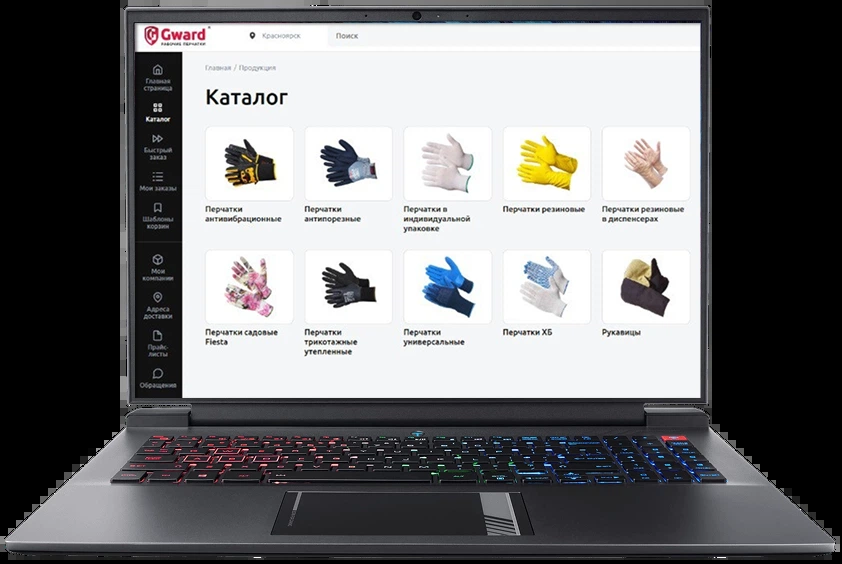 Gward
РАБОЧИЕ ПЕРЧАТКИ
Красноярск
Поиск
Главная страница
Каталог
Быстрый заказ
Мои заказы
Шаблоны корзин
Мои компании
Адреса доставки
Прайс-листы
Обращения
Главная / Продукция
Каталог
Перчатки
антивибрационные
Перчатки
антипорезные
Перчатки в
индивидуальной
упаковке
Перчатки резиновые
Перчатки резиновые
в диспенсерах
Перчатки садовые
Fiesta
Перчатки
трикотажные
утепленные
Перчатки
универсальные
Перчатки ХБ
Рукавицы